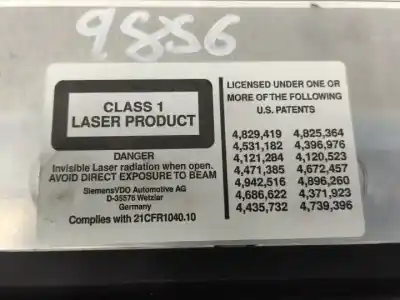 9856
CLASS 1
LASER PRODUCT
DANGER
Invisible Laser radiation when open.
AVOID DIRECT EXPOSURE TO BEAM
SiemensVDO Automotive AG
D-35576 Wetzlar
Germany
Complies with 21CFR1040.10
LICENSED UNDER ONE OR
MORE OF THE FOLLOWING
U.S. PATENTS
4,829,419 4,825,364
4,531,182 4,396,976
4,121,284 4,120,523
4,471,385 4,672,457
4,942,516 4,896,260
4,686,622 4,371,923
4,435,732 4,739,396